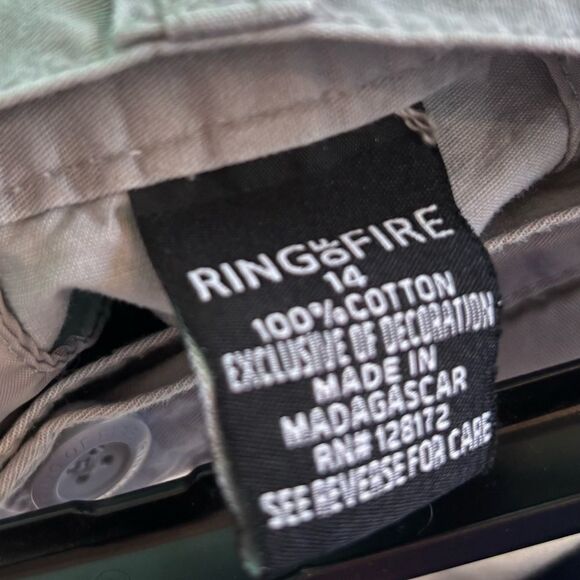 RING OF FIRE
14
100% COTTON
EXCLUSIVE OF DECORATION
MADE IN
MADAGASCAR
RN# 128172
SEE REVERSE FOR CARE